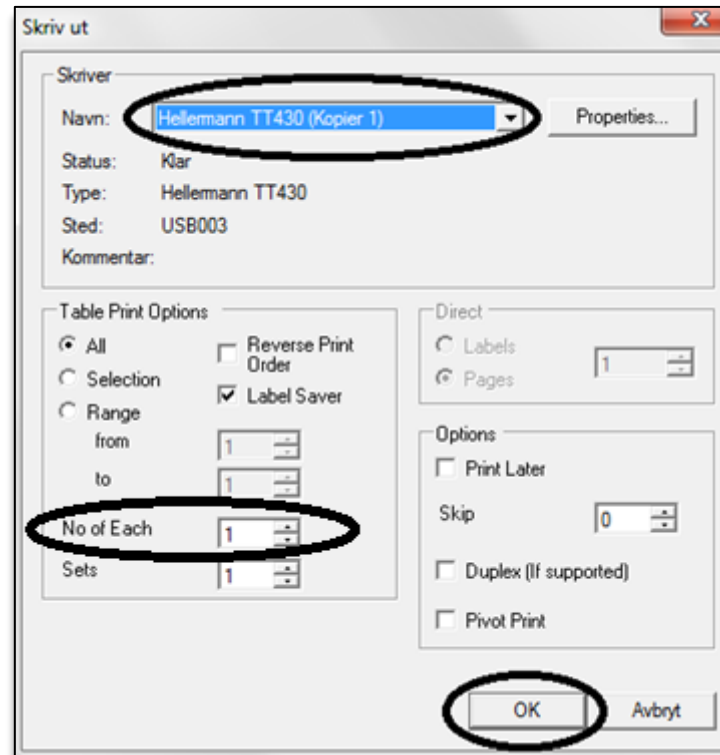 Skriv ut
Skriver
Navn: Hellermann TT430 (Kopier 1) Properties...
Status: Klar
Type: Hellermann TT430
Sted: USB003
Kommentar:
Table Print Options
All
Reverse Print
Order
Selection
Label Saver
Range
from 1
to 1
No of Each 1
Sets 1
Direct
Labels
1
Pages
Options
Print Later
Skip 0
Duplex (If supported)
Pivot Print
OK Avbryt